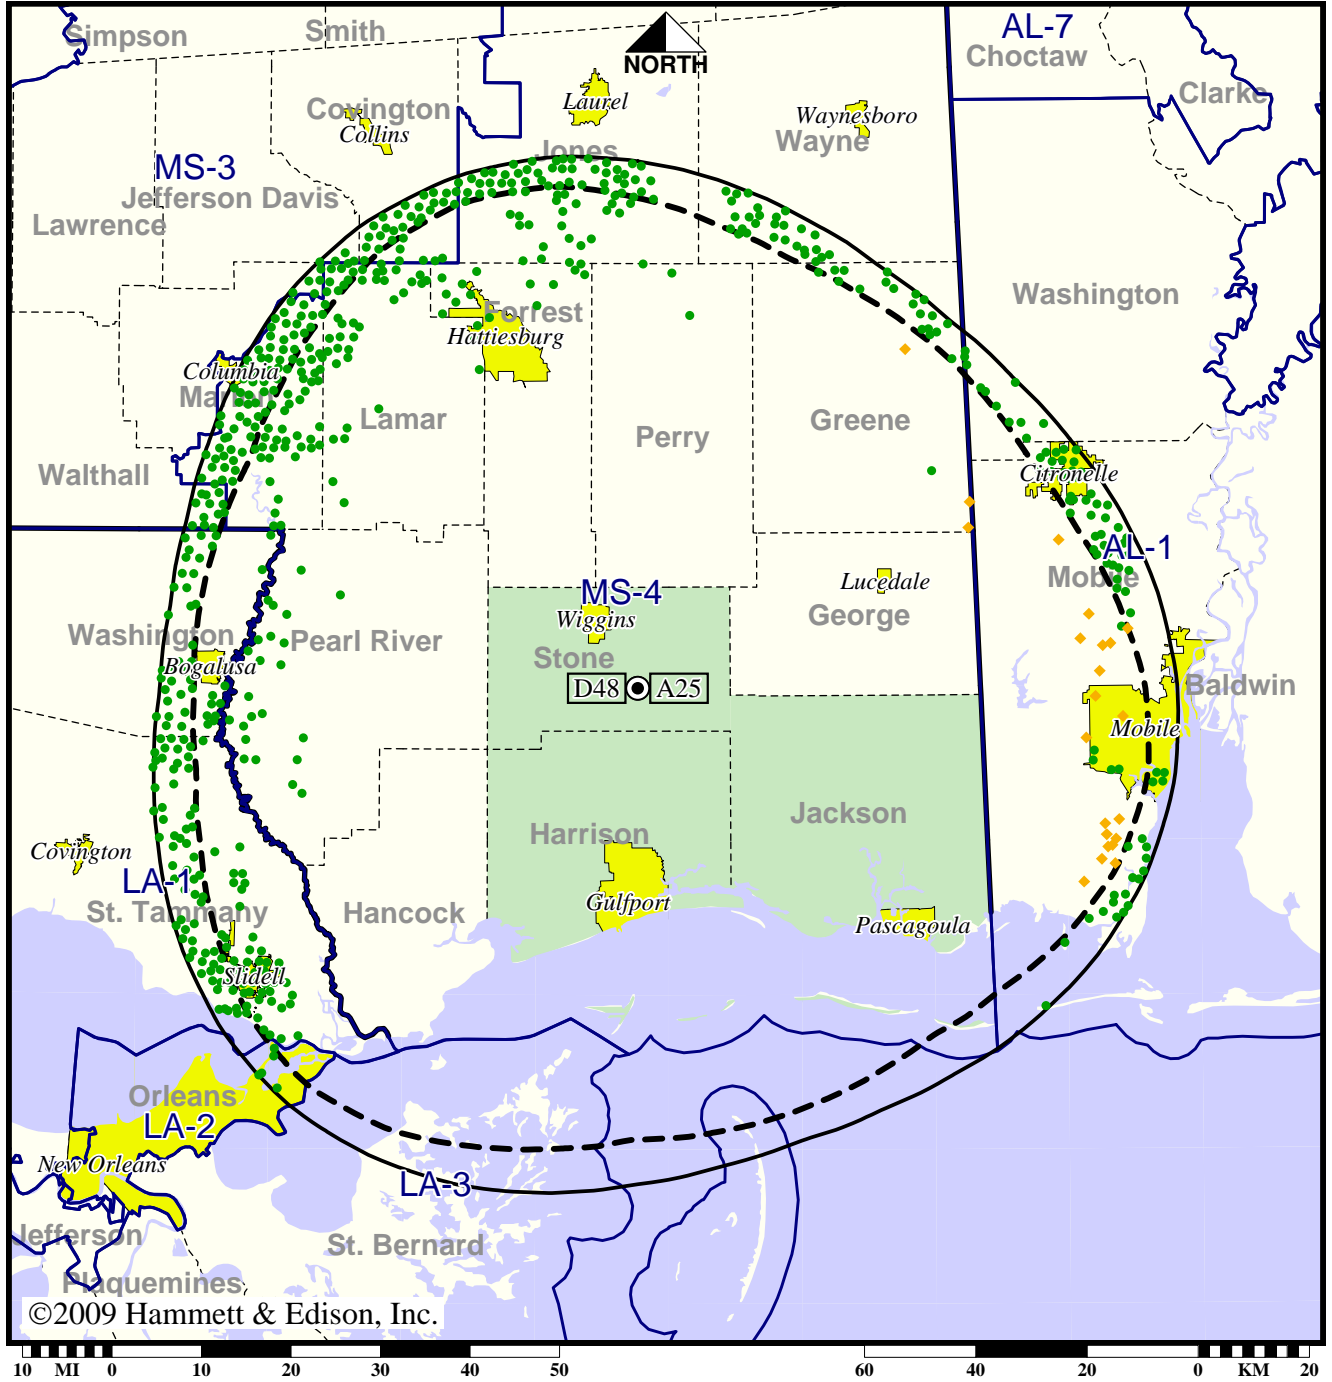 Simpson
Smith
AL-7
Choctaw
NORTH
Clarke
Covington
Laurel
Collins
Waynesboro
Wayne
Jones
MS-3
Jefferson Davis
Lawrence
Washington
Forrest
Hattiesburg
Columbia
Marion
Lamar
Perry
Greene
Walthall
Citronelle
AL-1
Mobile
Lucedale
George
MS-4
Wiggins
Washington
Pearl River
Stone
Bogalusa
D48
A25
Baldwin
Mobile
Jackson
Harrison
Covington
LA-1
St. Tammany
Hancock
Gulfport
Pascagoula
Slidell
Orleans
LA-2
New Orleans
LA-3
Jefferson
St. Bernard
Plaquemines
©2009 Hammett & Edison, Inc.
10 MI 0 10 20 30 40 50 60 40 20 0 KM 20